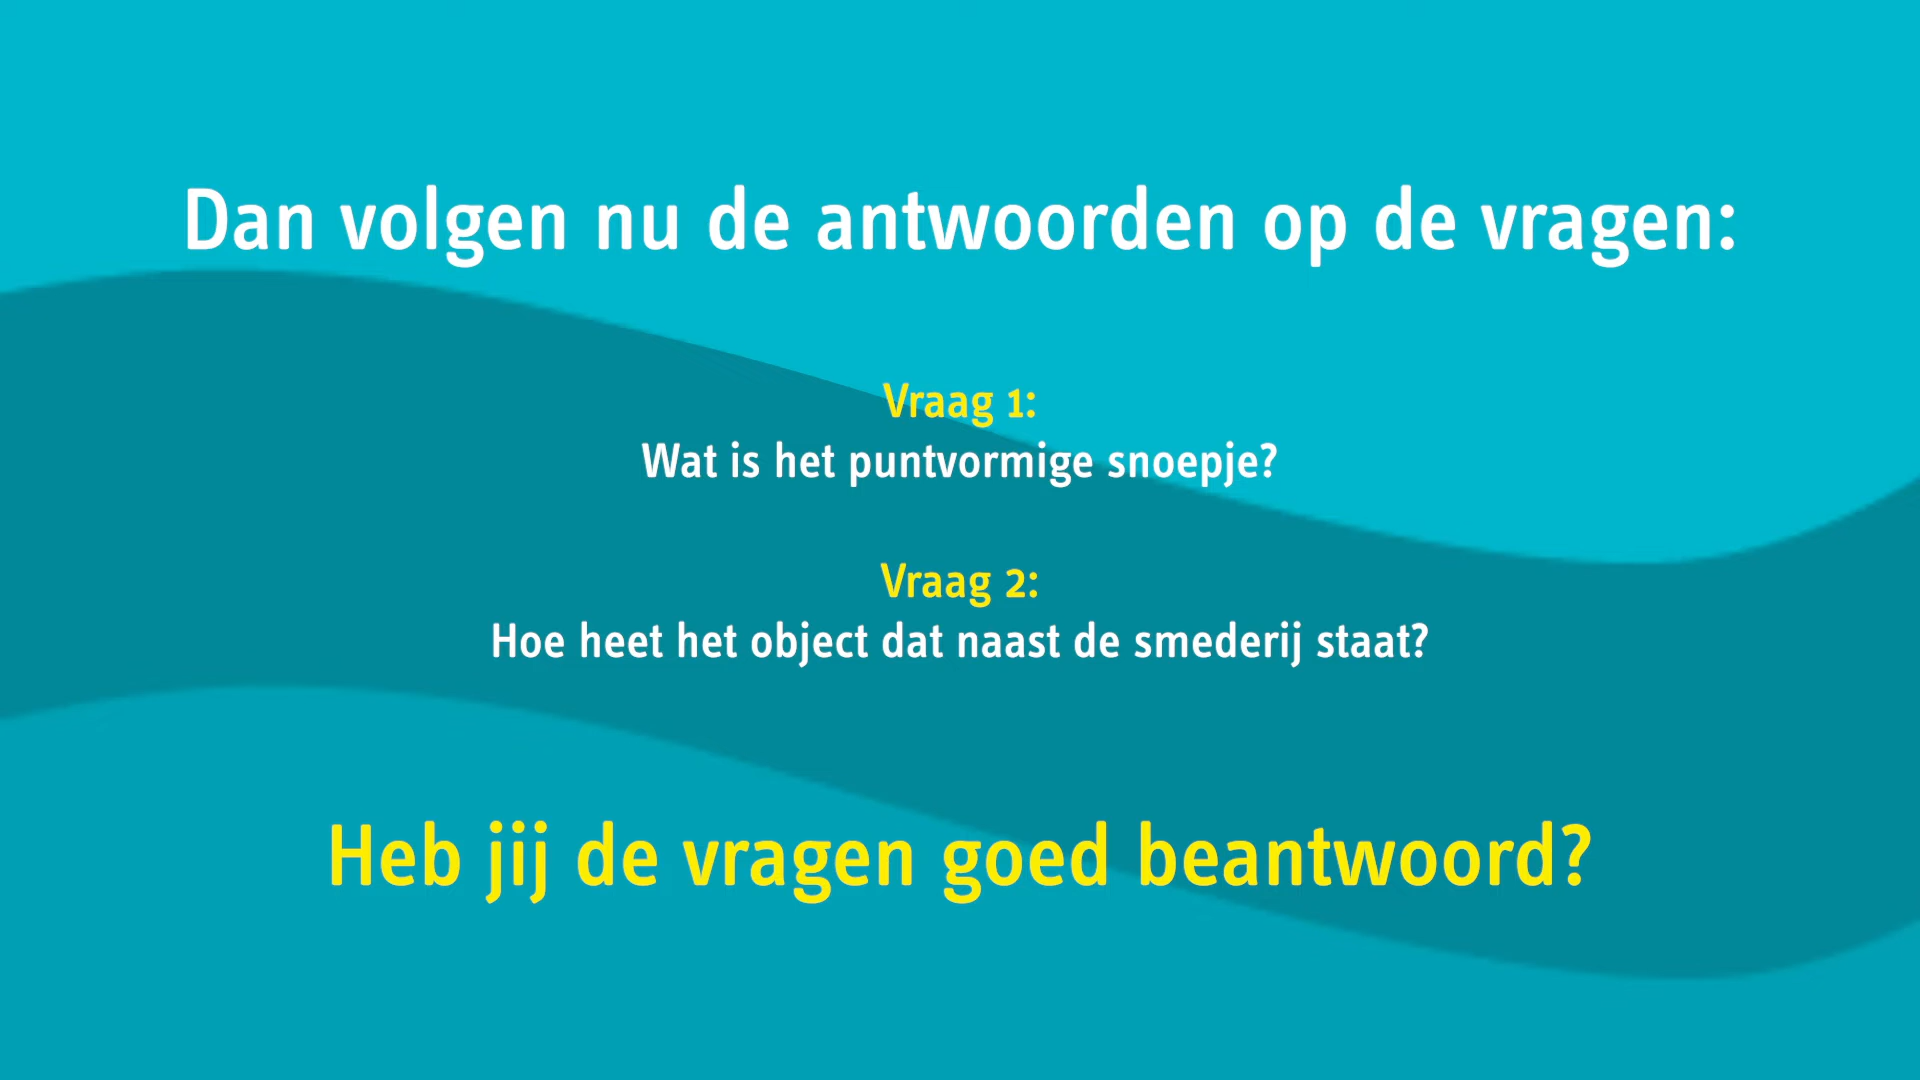 Dan volgen nu de antwoorden op de vragen:
Vraag 1:
Wat is het puntvormige snoepje?
Vraag 2:
Hoe heet het object dat naast de smederij staat?
Heb jij de vragen goed beantwoord?